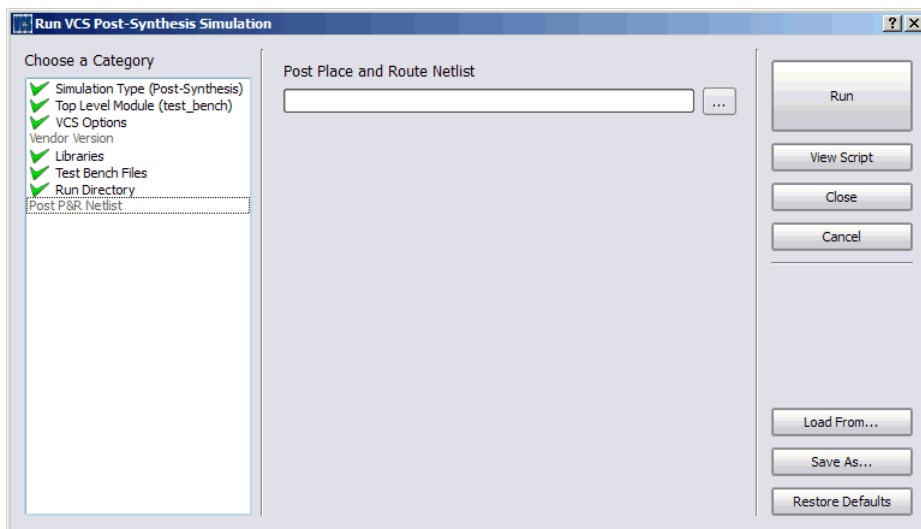 Run VCS Post-Synthesis Simulation
Choose a Category
Simulation Type (Post-Synthesis)
Top Level Module (test_bench)
VCS Options
Vendor Version
Libraries
Test Bench Files
Run Directory
Post P&R Netlist
Post Place and Route Netlist
...
Run
View Script
Close
Cancel
Load From...
Save As...
Restore Defaults